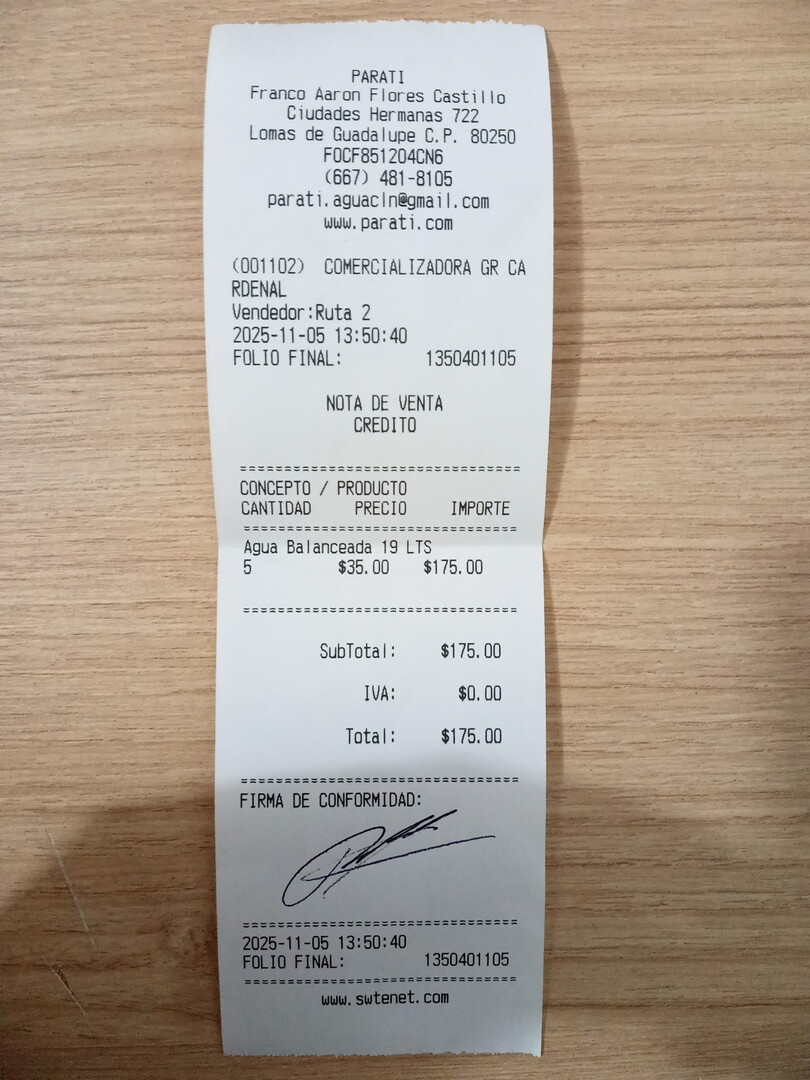 PARATI
Franco Aaron Flores Castillo
Ciudades Hermanas 722
Lomas de Guadalupe C.P. 80250
FOCF851204CN6
(667) 481-8105
parati.aguacln@gmail.com
www.parati.com
(001102) COMERCIALIZADORA GR CA
RDENAL
Vendedor:Ruta 2
2025-11-05 13:50:40
FOLIO FINAL: 1350401105
NOTA DE VENTA
CREDITO
================================
CONCEPTO / PRODUCTO
CANTIDAD PRECIO IMPORTE
================================
Agua Balanceada 19 LTS
5 $35.00 $175.00
================================
SubTotal: $175.00
IVA: $0.00
Total: $175.00
================================
FIRMA DE CONFORMIDAD:
================================
2025-11-05 13:50:40
FOLIO FINAL: 1350401105
================================
www.swtenet.com